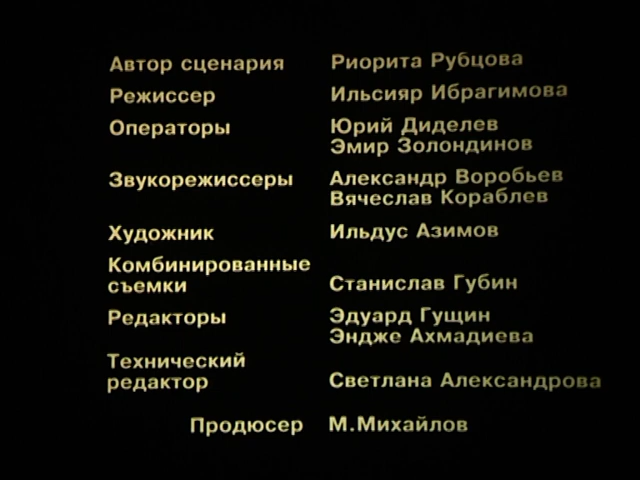 Автор сценария Риорита Рубцова
Режиссер Ильсияр Ибрагимова
Операторы Юрий Диделев
Эмир Золондинов
Звукорежиссеры Александр Воробьев
Вячеслав Кораблев
Художник Ильдус Азимов
Комбинированные
съемки Станислав Губин
Редакторы Эдуард Гущин
Эндже Ахмадиева
Технический
редактор Светлана Александрова
Продюсер М.Михайлов